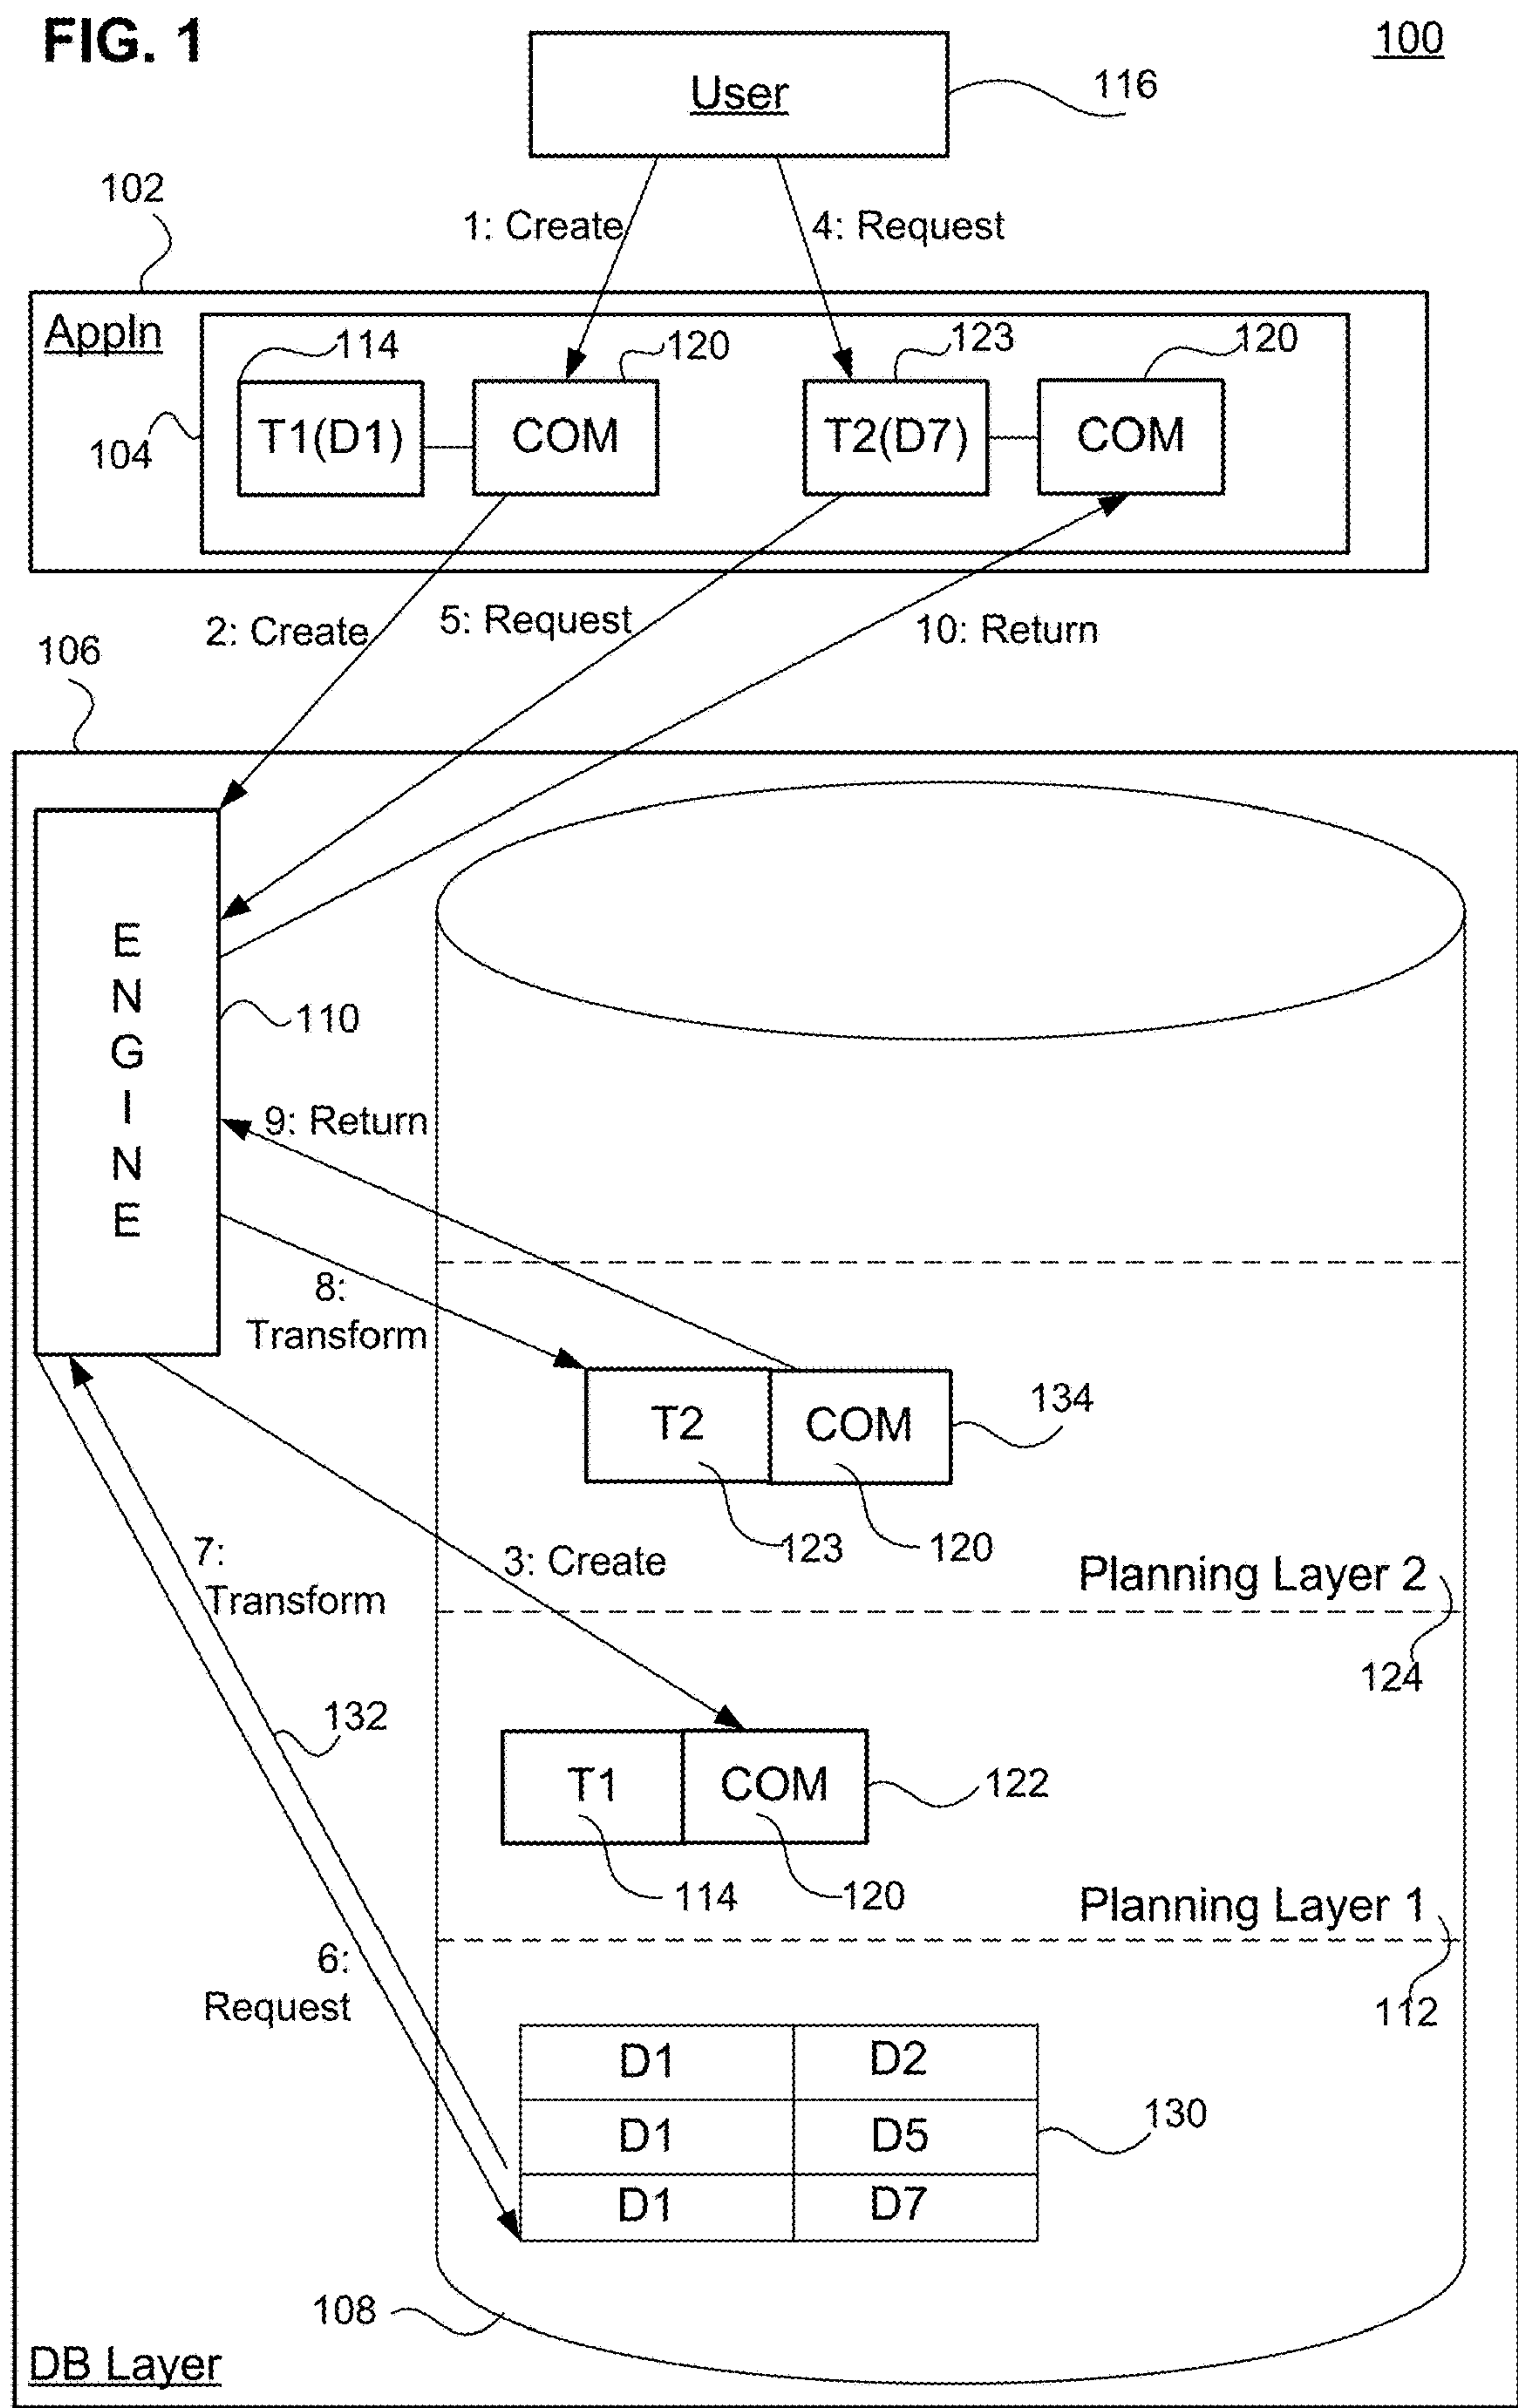 FIG. 1
100
User
116
102
1: Create
4: Request
Appln
114
120
123
120
104
T1(D1)
COM
T2(D7)
COM
2: Create
5: Request
10: Return
106
E
N
G
I
N
E
110
9: Return
8:
Transform
T2
COM
134
123
120
7:
Transform
3: Create
Planning Layer 2
124
132
T1
COM
122
114
120
Planning Layer 1
112
6:
Request
D1 D2
D1 D5
D1 D7
130
108
DB Layer